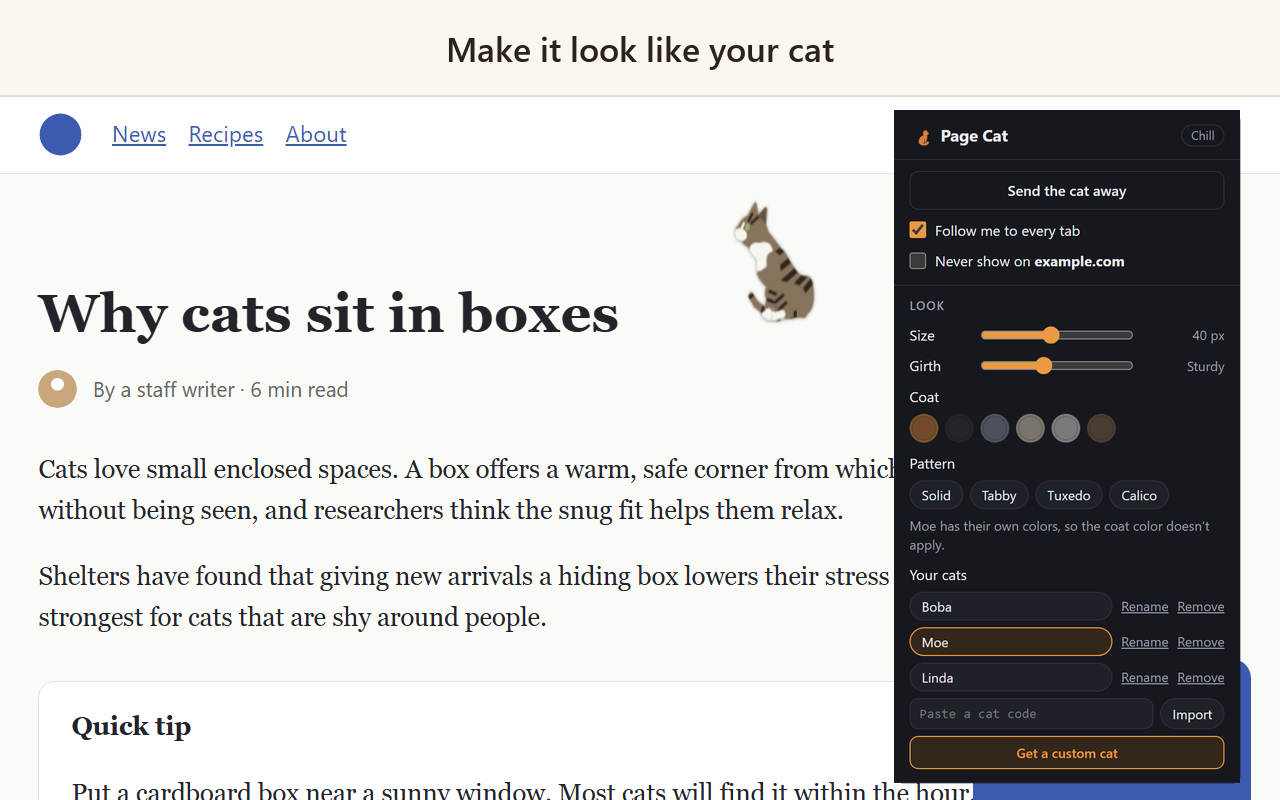 Make it look like your cat
News Recipes About
Why cats sit in boxes
By a staff writer · 6 min read
Cats love small enclosed spaces. A box offers a warm, safe corner from which
without being seen, and researchers think the snug fit helps them relax.
Shelters have found that giving new arrivals a hiding box lowers their stress
strongest for cats that are shy around people.
Quick tip
Put a cardboard box near a sunny window. Most cats will find it within the hour.
Page Cat
Chill
Send the cat away
Follow me to every tab
Never show on example.com
LOOK
Size 40 px
Girth Sturdy
Coat
Pattern
Solid Tabby Tuxedo Calico
Moe has their own colors, so the coat color doesn't
apply.
Your cats
Boba Rename Remove
Moe Rename Remove
Linda Rename Remove
Paste a cat code Import
Get a custom cat